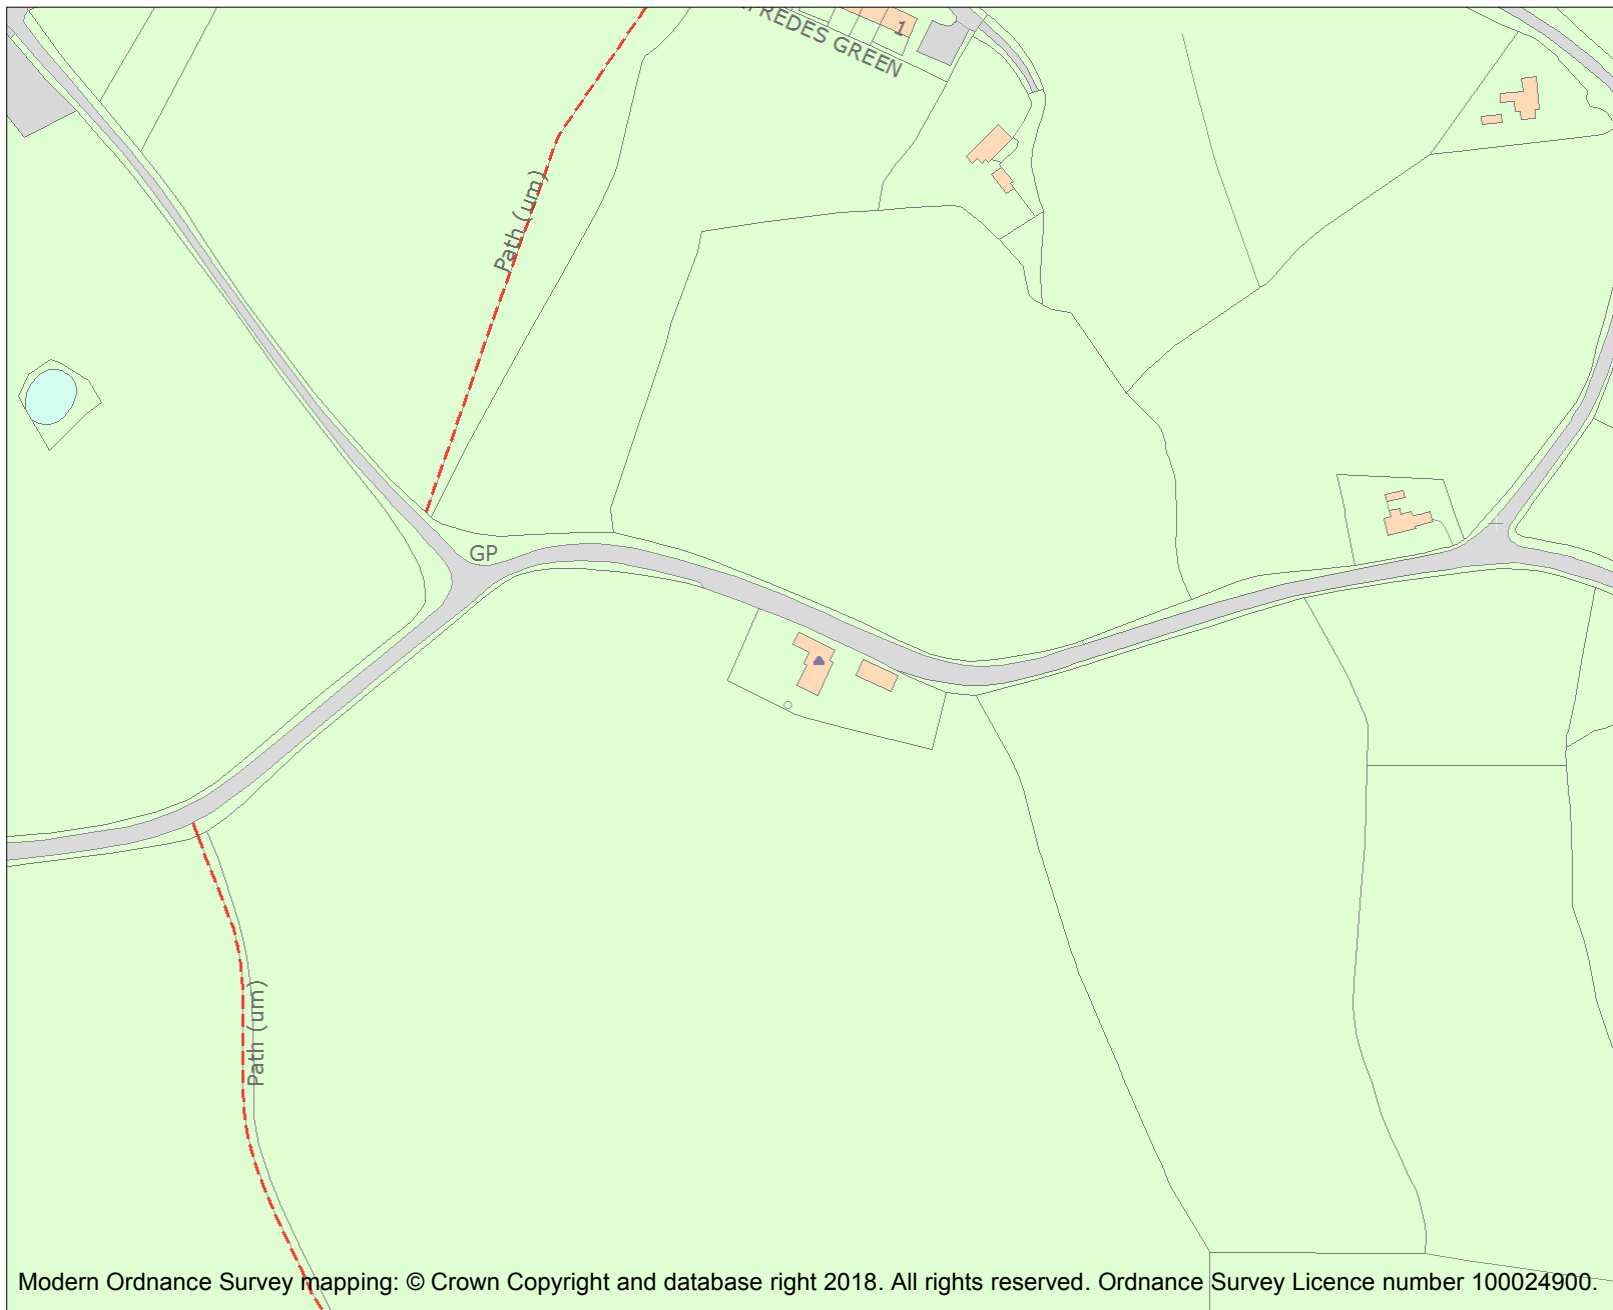 REDES GREEN
1
Path (um)
GP
Path (um)
Modern Ordnance Survey mapping: © Crown Copyright and database right 2018. All rights reserved. Ordnance Survey Licence number 100024900.